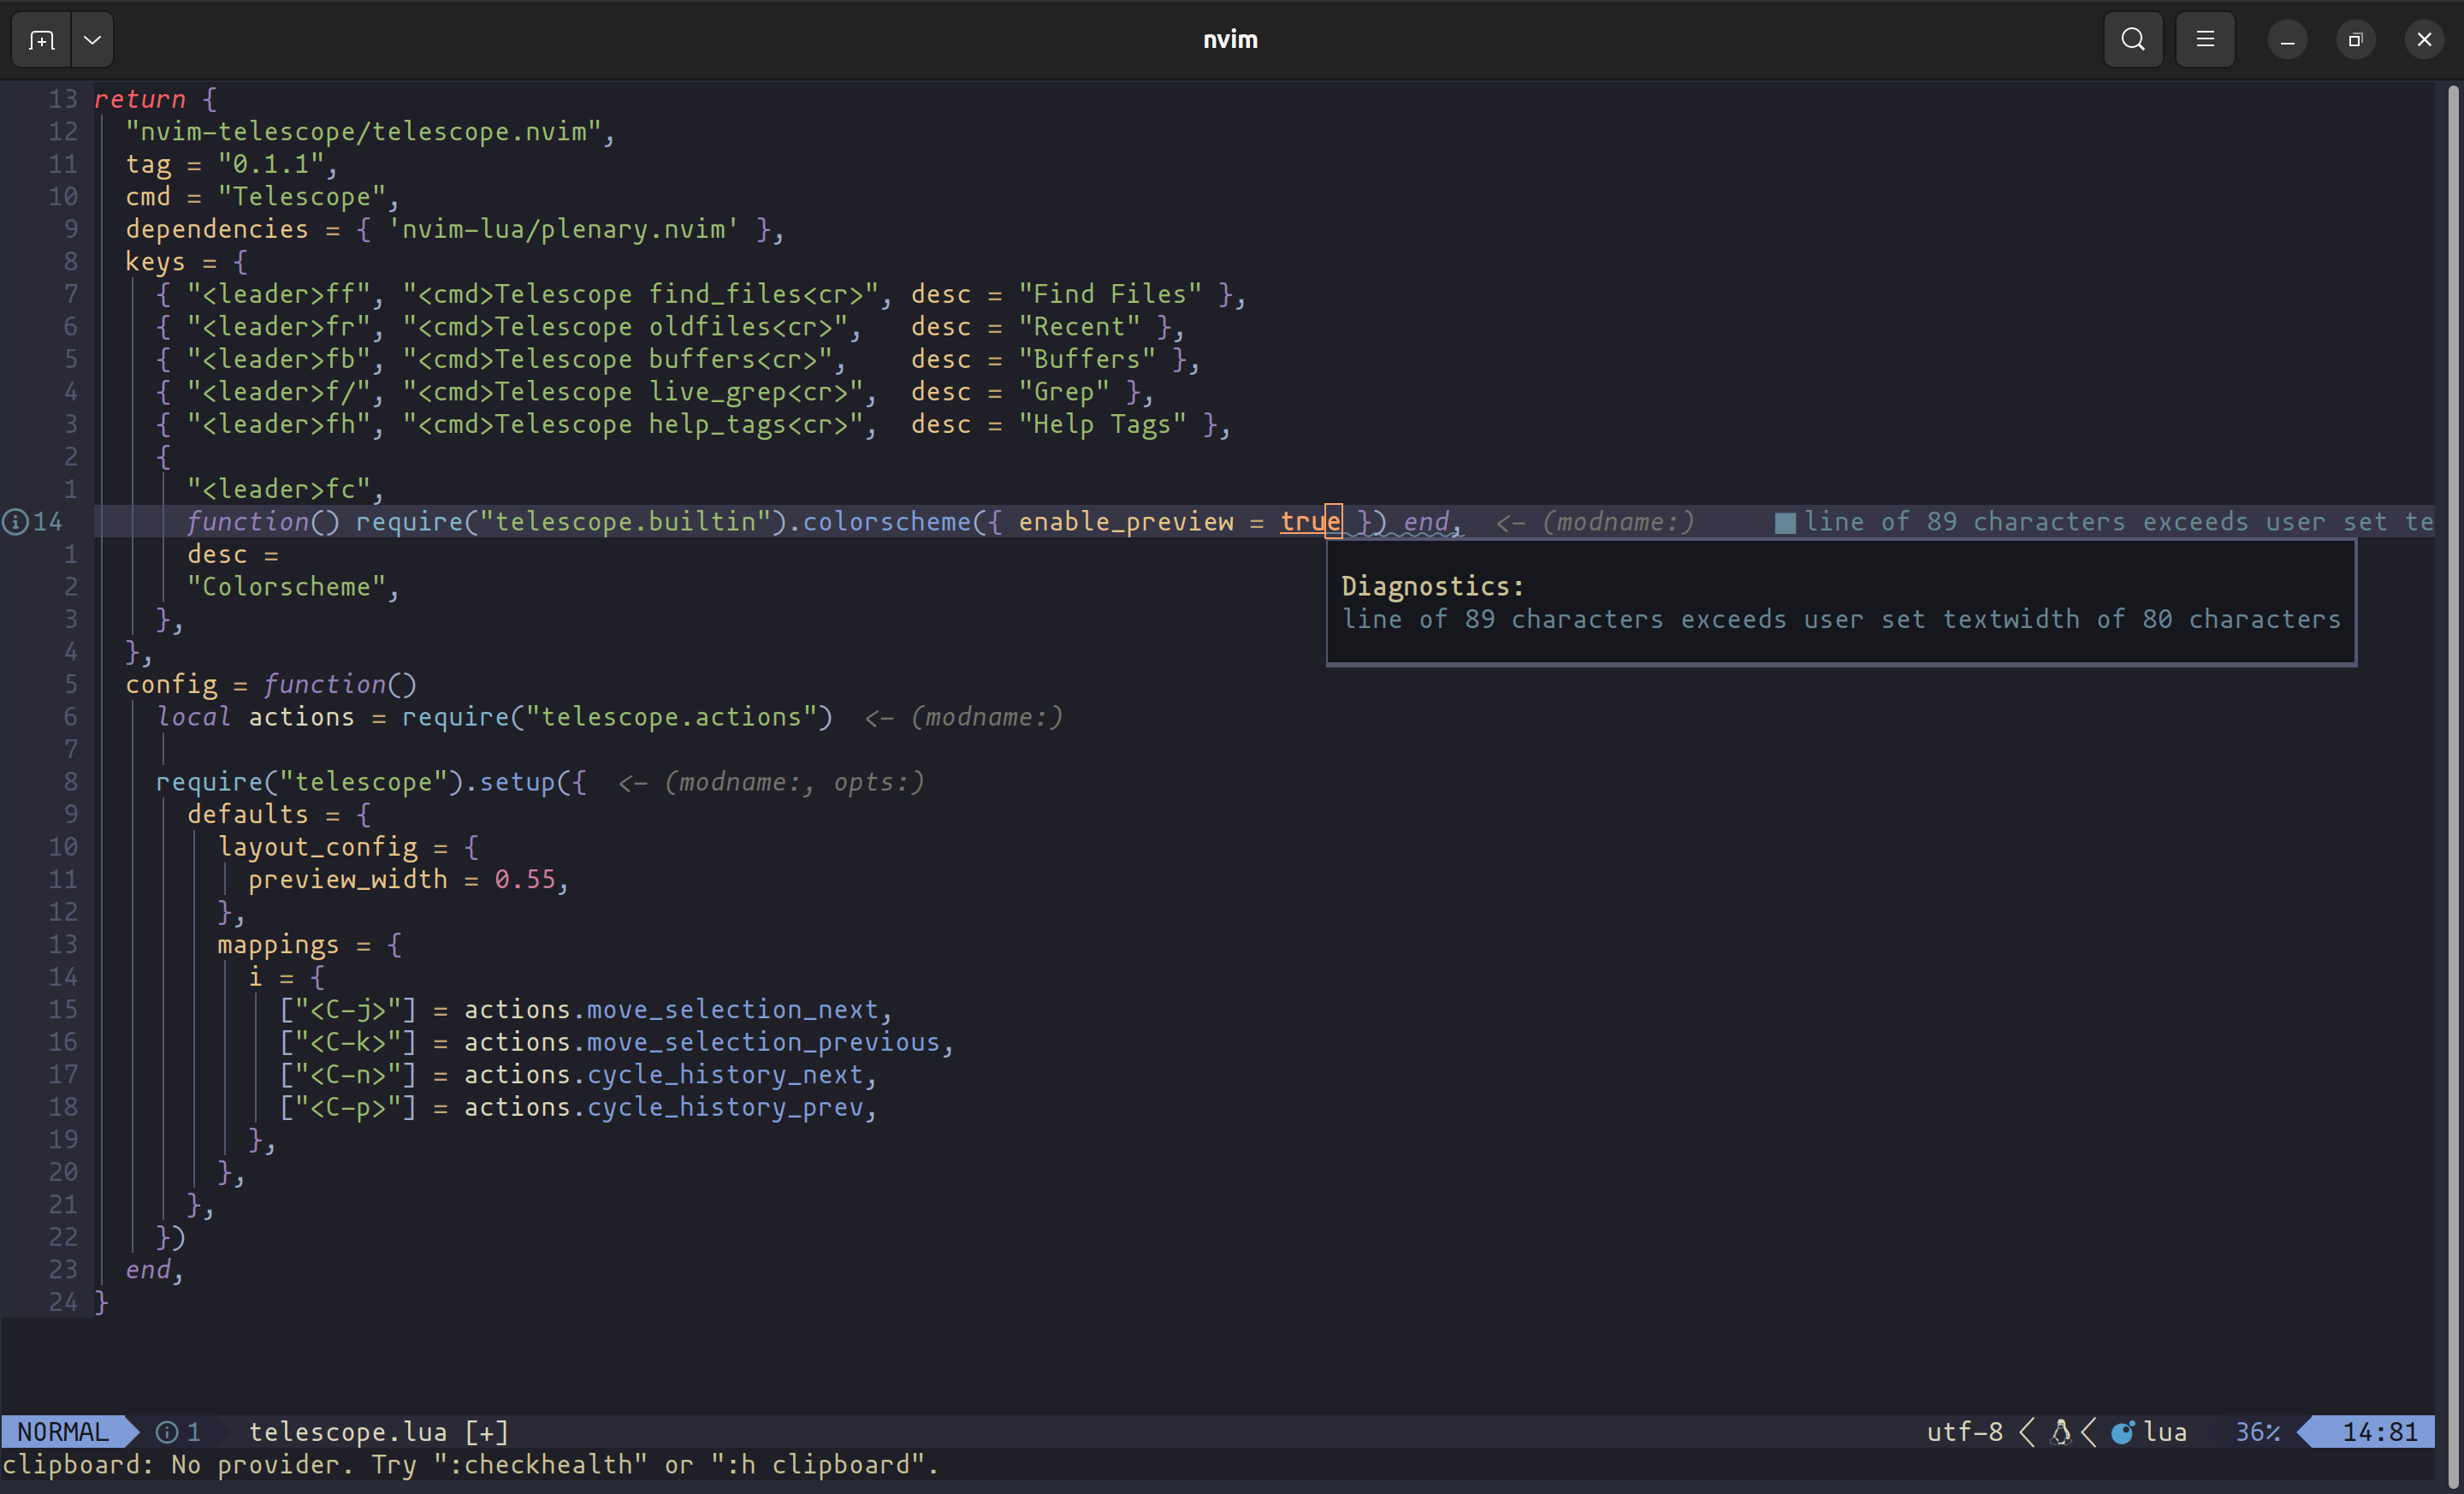 nvim
13 return {
12   "nvim-telescope/telescope.nvim",
11   tag = "0.1.1",
10   cmd = "Telescope",
9   dependencies = { 'nvim-lua/plenary.nvim' },
8   keys = {
7     { "<leader>ff", "<cmd>Telescope find_files<cr>", desc = "Find Files" },
6     { "<leader>fr", "<cmd>Telescope oldfiles<cr>",   desc = "Recent" },
5     { "<leader>fb", "<cmd>Telescope buffers<cr>",    desc = "Buffers" },
4     { "<leader>f/", "<cmd>Telescope live_grep<cr>",  desc = "Grep" },
3     { "<leader>fh", "<cmd>Telescope help_tags<cr>",  desc = "Help Tags" },
2     {
1       "<leader>fc",
14       function() require("telescope.builtin").colorscheme({ enable_preview = true }) end,  <- (modname:)     ■ line of 89 characters exceeds user set te
1       desc =
Diagnostics:
2       "Colorscheme",
line of 89 characters exceeds user set textwidth of 80 characters
3     },
4   },
5   config = function()
6     local actions = require("telescope.actions")  <- (modname:)
7
8     require("telescope").setup({  <- (modname:, opts:)
9       defaults = {
10         layout_config = {
11           preview_width = 0.55,
12         },
13         mappings = {
14           i = {
15             ["<C-j>"] = actions.move_selection_next,
16             ["<C-k>"] = actions.move_selection_previous,
17             ["<C-n>"] = actions.cycle_history_next,
18             ["<C-p>"] = actions.cycle_history_prev,
19           },
20         },
21       },
22     })
23   end,
24 }
NORMAL 1 telescope.lua [+] utf-8 lua 36% 14:81
clipboard: No provider. Try ":checkhealth" or ":h clipboard".